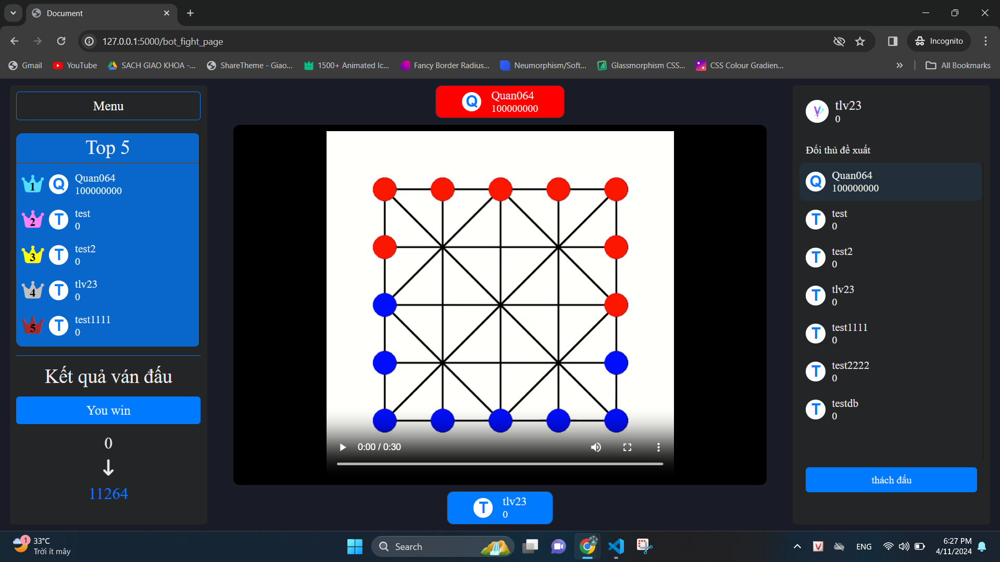 Document
127.0.0.1:5000/bot_fight_page
Incognito
Gmail
YouTube
SACH GIAO KHOA -...
ShareTheme - Giao...
1500+ Animated Ic...
Fancy Border Radius...
Neumorphism/Soft...
Glassmorphism CSS...
CSS Colour Gradien...
All Bookmarks
Menu
Top 5
1
Q
Quan064
100000000
2
T
test
0
3
T
test2
0
4
T
tlv23
0
5
T
test1111
0
Kết quả ván đấu
You win
0
11264
Q
Quan064
100000000
0:00 / 0:30
T
tlv23
0
V
tlv23
0
Đối thủ đề xuất
Q
Quan064
100000000
T
test
0
T
test2
0
T
tlv23
0
T
test1111
0
T
test2222
0
T
testdb
0
thách đấu
1
33°C
Trời ít mây
Search
V
ENG
6:27 PM
4/11/2024